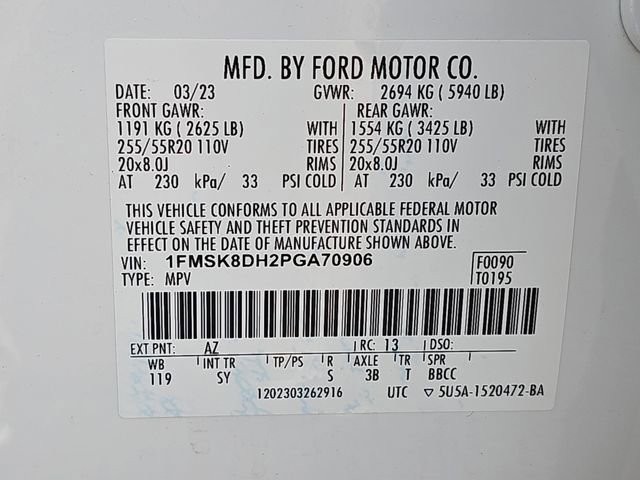 MFD. BY FORD MOTOR CO.
DATE: 03/23 GVWR: 2694 KG ( 5940 LB)
FRONT GAWR: REAR GAWR:
1191 KG ( 2625 LB) WITH 1554 KG ( 3425 LB) WITH
255/55R20 110V TIRES 255/55R20 110V TIRES
20x8.0J RIMS 20x8.0J RIMS
AT 230 kPa/ 33 PSI COLD AT 230 kPa/ 33 PSI COLD
THIS VEHICLE CONFORMS TO ALL APPLICABLE FEDERAL MOTOR
VEHICLE SAFETY AND THEFT PREVENTION STANDARDS IN
EFFECT ON THE DATE OF MANUFACTURE SHOWN ABOVE.
VIN: 1FMSK8DH2PGA70906 F0090
TYPE: MPV T0195
EXT PNT: AZ RC: 13 DSO:
WB INT TR TP/PS R AXLE TR SPR
119 SY S 3B T BBCC
1202303262916 UTC ▽ 5U5A-1520472-BA